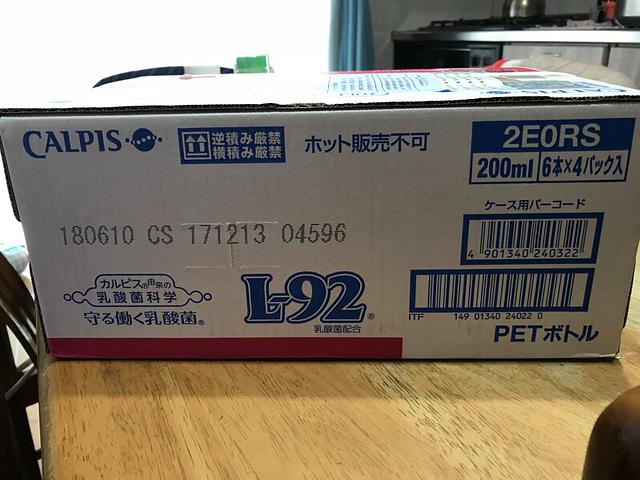 CALPIS
逆積み厳禁
横積み厳禁
ホット販売不可
2E0RS
200ml 6本×4パック入
ケース用バーコード
4 901340 240322
180610 CS 171213 04596
カルピス®由来の
乳酸菌科学
守る働く乳酸菌®
L-92®
乳酸菌配合
ITF 149 01340 24022 0
PETボトル